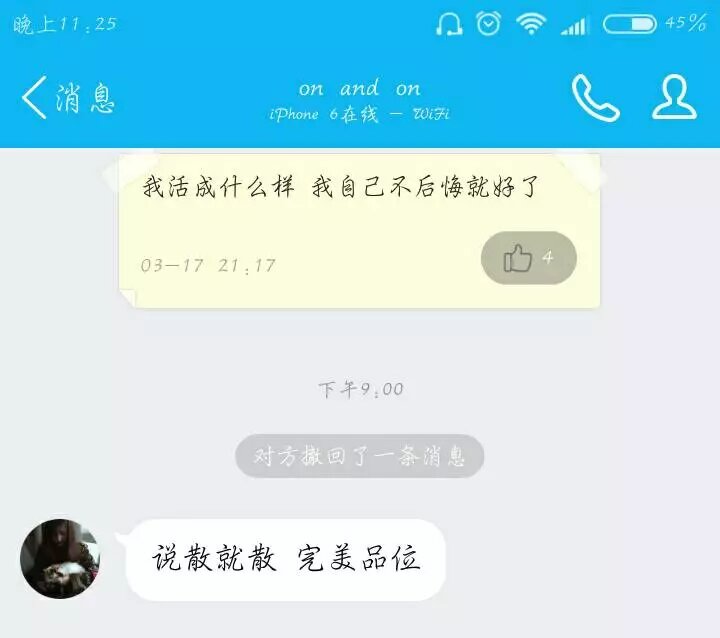 晚上11:25
45%
消息
on and on
iPhone 6在线 - WiFi
我活成什么样 我自己不后悔就好了
03-17 21:17
4
下午9:00
对方撤回了一条消息
说散就散 完美品位